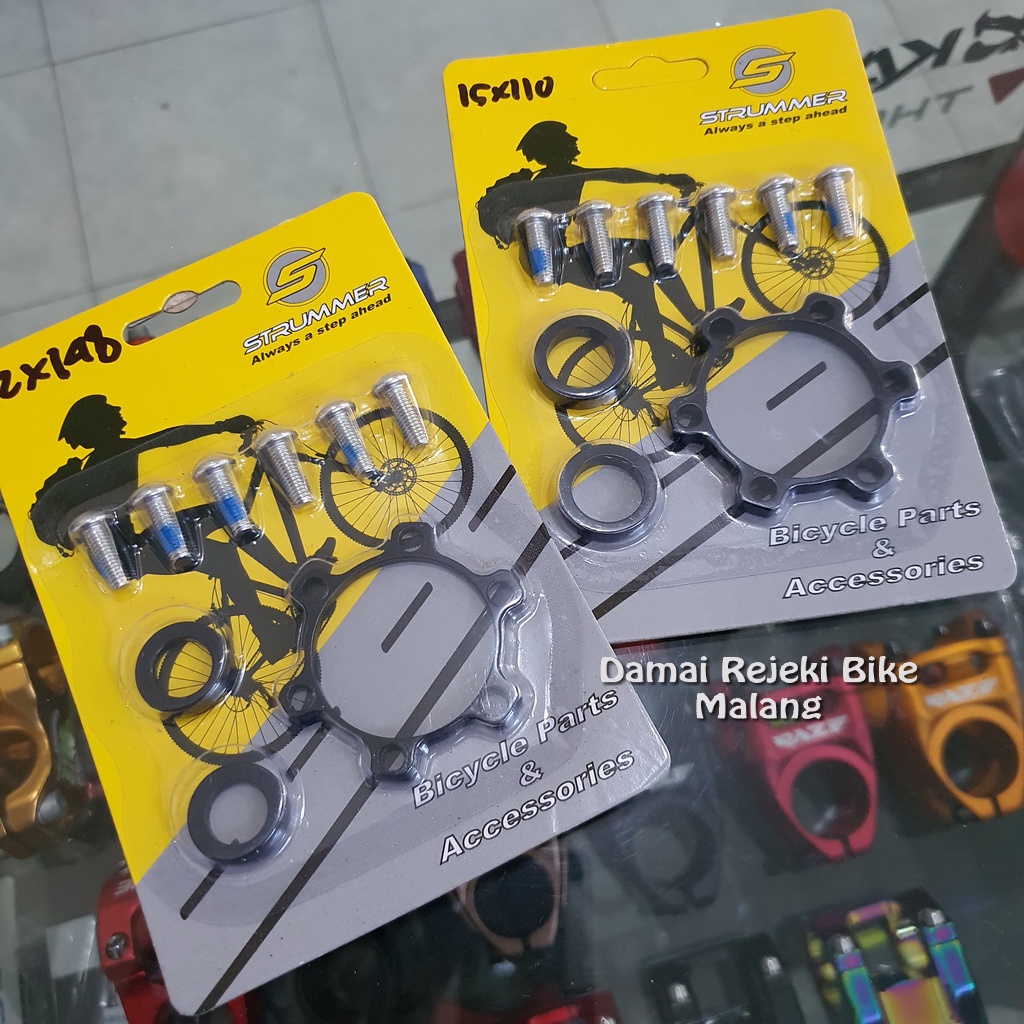 15x110
STRUMMER
Always a step ahead
Bicycle Parts
&
Accessories
2x148
STRUMMER
Always a step ahead
Bicycle Parts
&
Accessories
Damai Rejeki Bike
Malang